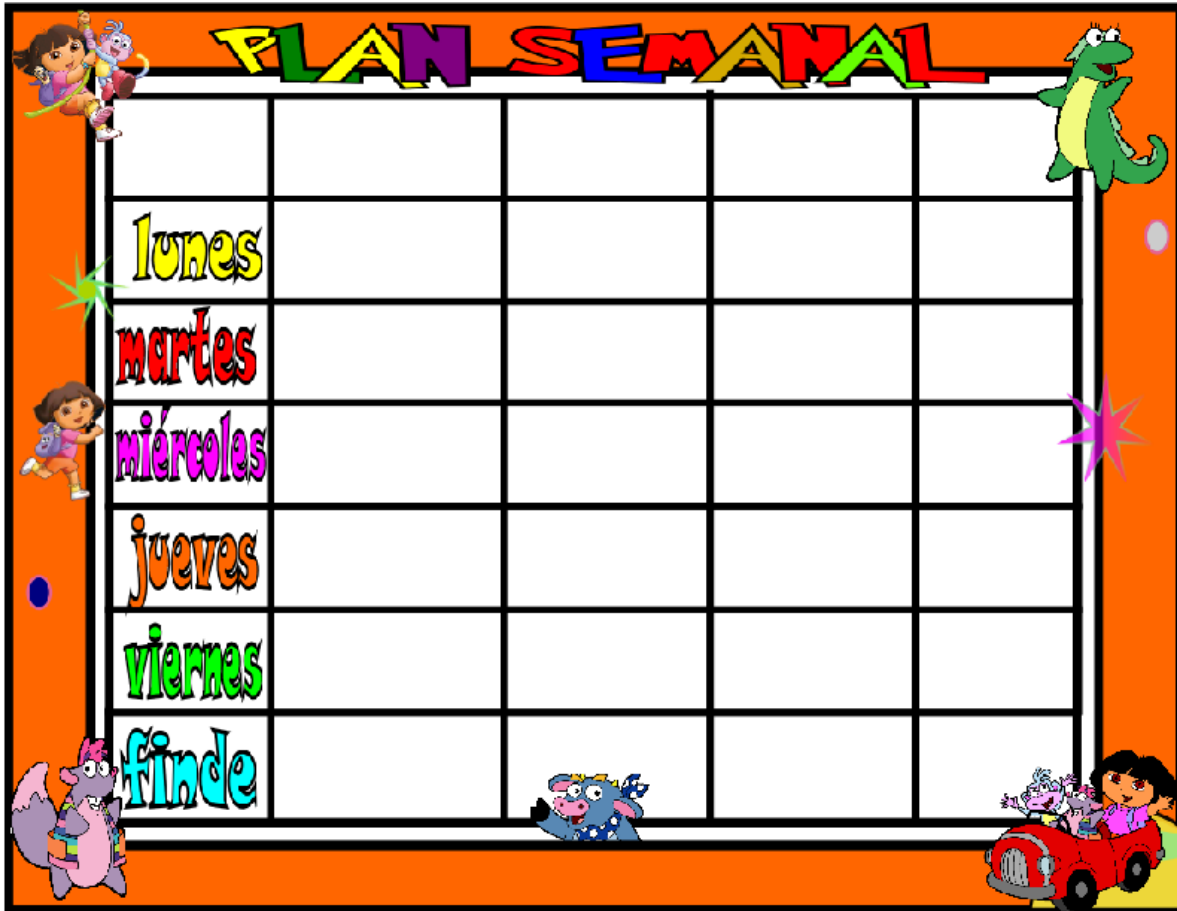 PLAN SEMANAL
lunes
martes
miércoles
jueves
viernes
finde